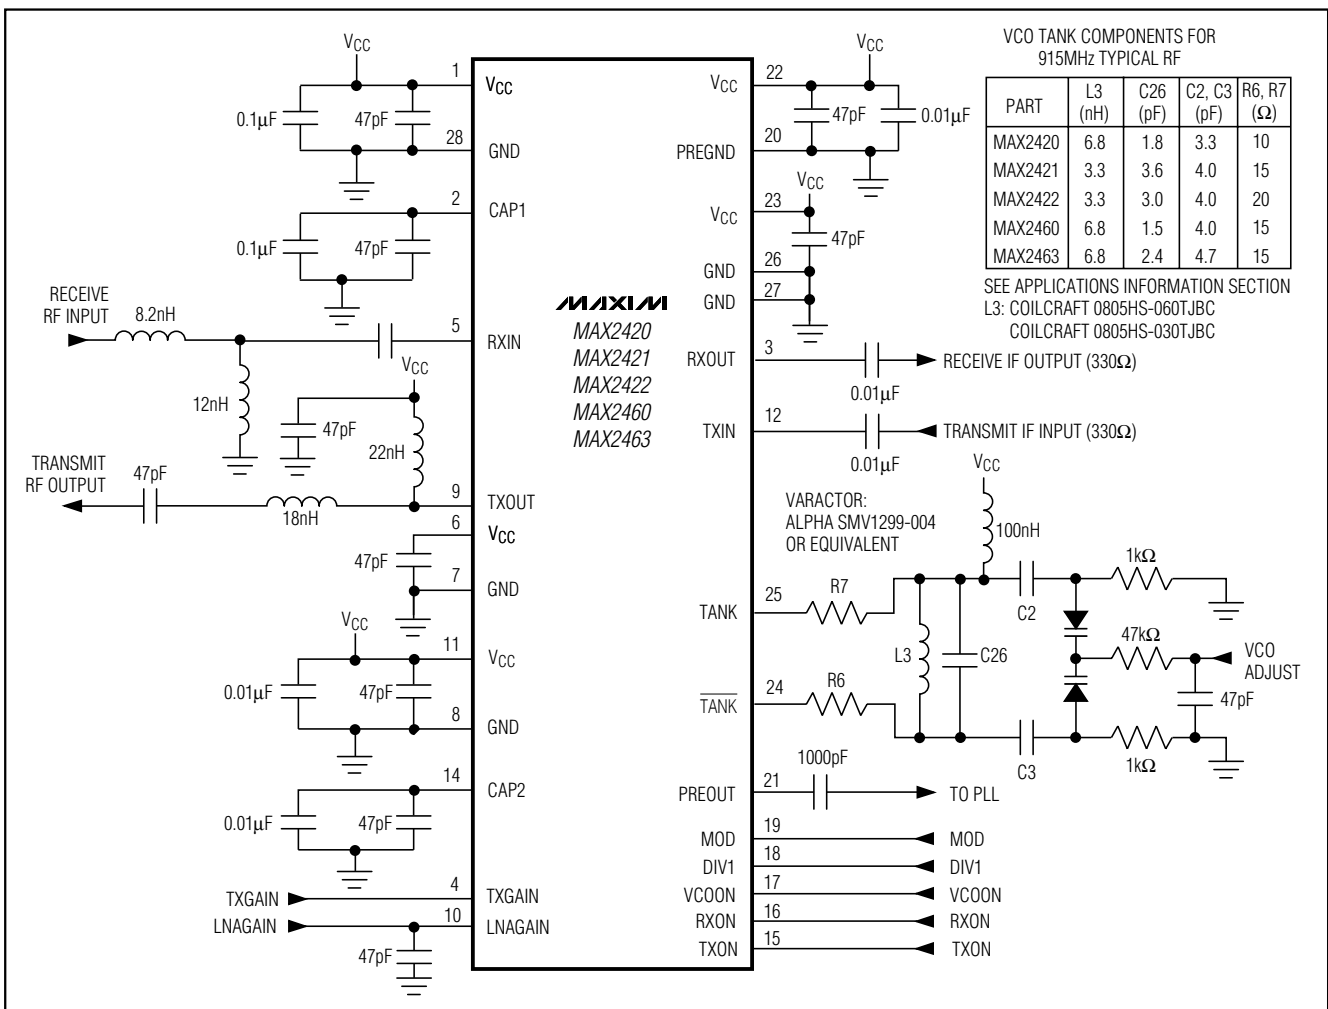 VCC
1
VCC
0.1µF
47pF
28
GND
2
CAP1
0.1µF
47pF
RECEIVE
RF INPUT
8.2nH
5
RXIN
12nH
VCC
47pF
22nH
TRANSMIT
RF OUTPUT
47pF
18nH
9
TXOUT
6
VCC
47pF
7
GND
VCC
11
VCC
0.01µF
47pF
8
GND
14
CAP2
0.01µF
47pF
TXGAIN
4
TXGAIN
LNAGAIN
10
LNAGAIN
47pF
MAXIM
MAX2420
MAX2421
MAX2422
MAX2460
MAX2463
VCC
VCC
22
47pF
0.01µF
PREGND
20
VCC
VCC
23
47pF
GND
26
GND
27
RXOUT
3
0.01µF
RECEIVE IF OUTPUT (330Ω)
TXIN
12
0.01µF
TRANSMIT IF INPUT (330Ω)
VCC
VARACTOR:
ALPHA SMV1299-004
OR EQUIVALENT
100nH
TANK
25
R7
L3
C26
C2
1kΩ
47kΩ
VCO
ADJUST
47pF
TANK
24
R6
C3
1kΩ
PREOUT
21
1000pF
TO PLL
MOD
19
MOD
DIV1
18
DIV1
VCOON
17
VCOON
RXON
16
RXON
TXON
15
TXON
VCO TANK COMPONENTS FOR
915MHz TYPICAL RF
PART L3 (nH) C26 (pF) C2, C3 (pF) R6, R7 (Ω)
MAX2420 6.8 1.8 3.3 10
MAX2421 3.3 3.6 4.0 15
MAX2422 3.3 3.0 4.0 20
MAX2460 6.8 1.5 4.0 15
MAX2463 6.8 2.4 4.7 15
SEE APPLICATIONS INFORMATION SECTION
L3: COILCRAFT 0805HS-060TJBC
COILCRAFT 0805HS-030TJBC